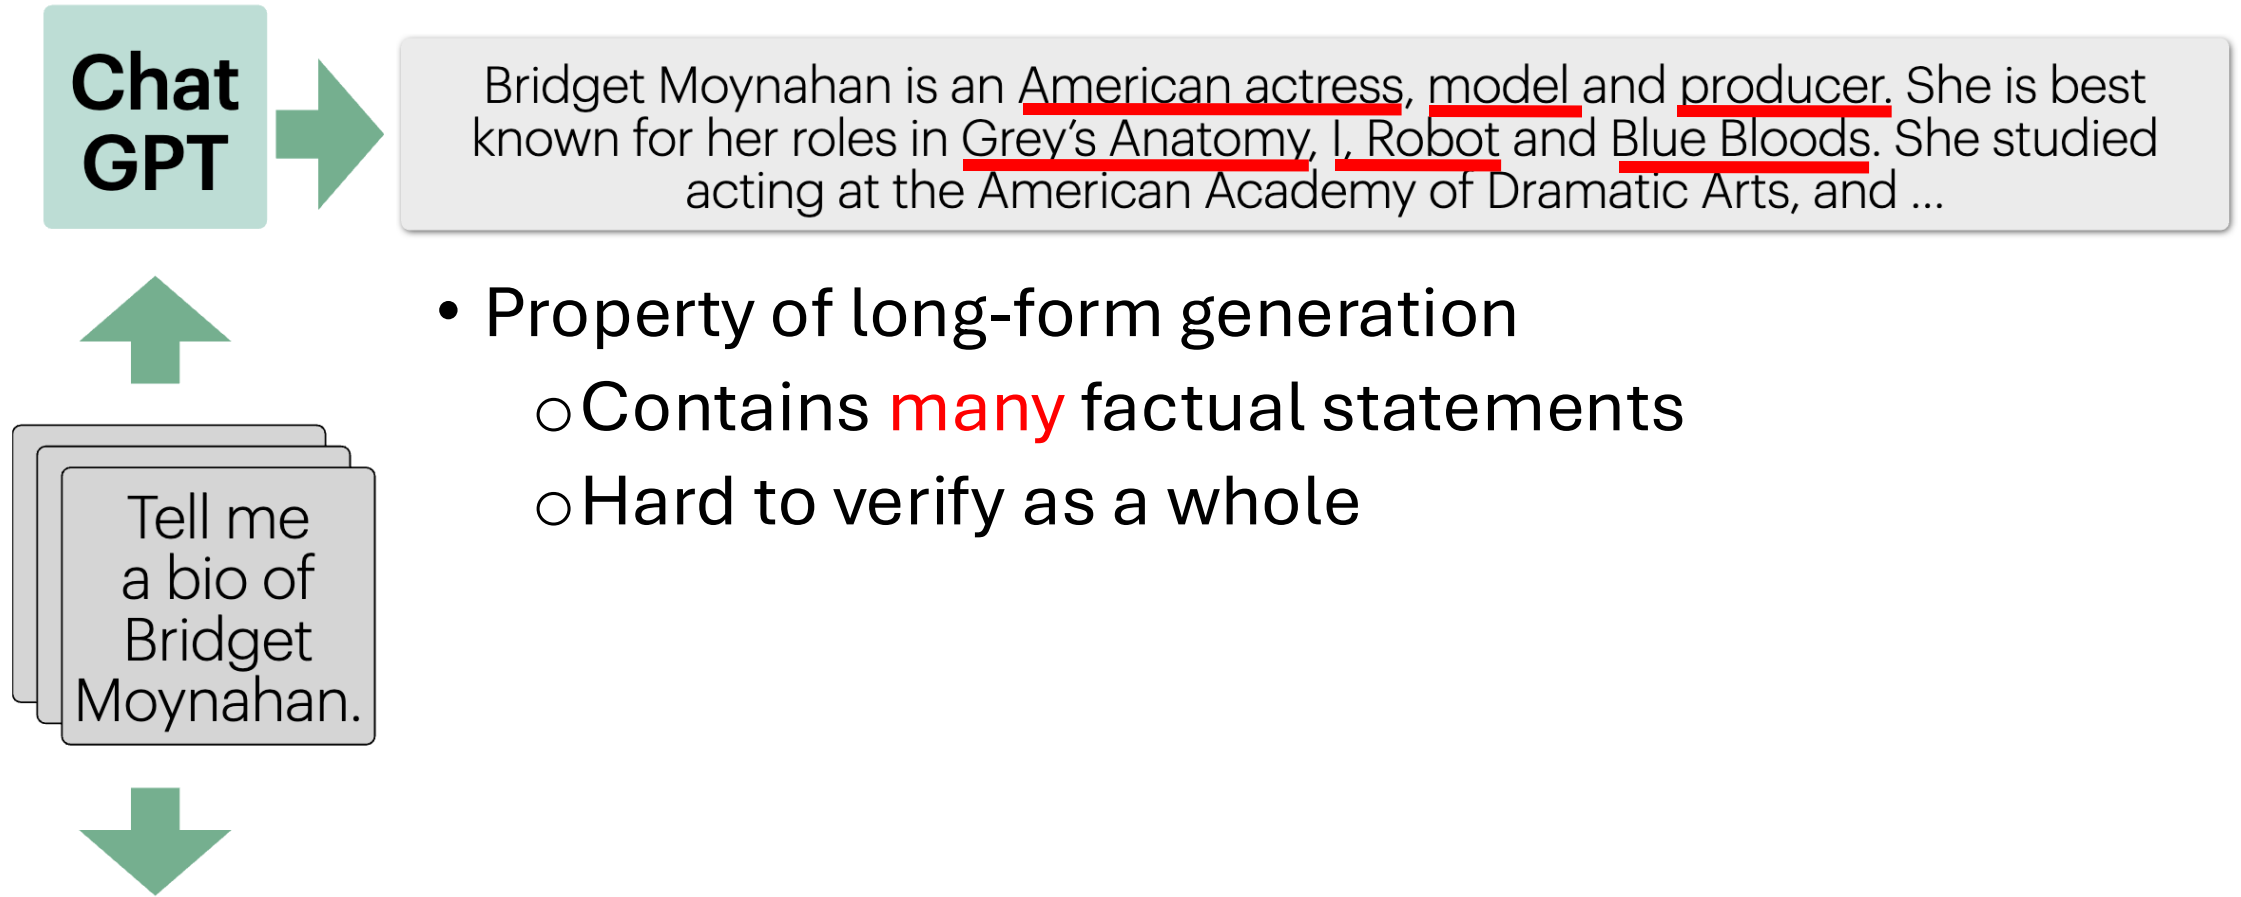 Chat
GPT
Bridget Moynahan is an American actress, model and producer. She is best
known for her roles in Grey’s Anatomy, I, Robot and Blue Bloods. She studied
acting at the American Academy of Dramatic Arts, and ...
• Property of long-form generation
○Contains many factual statements
○Hard to verify as a whole
Tell me
a bio of
Bridget
Moynahan.